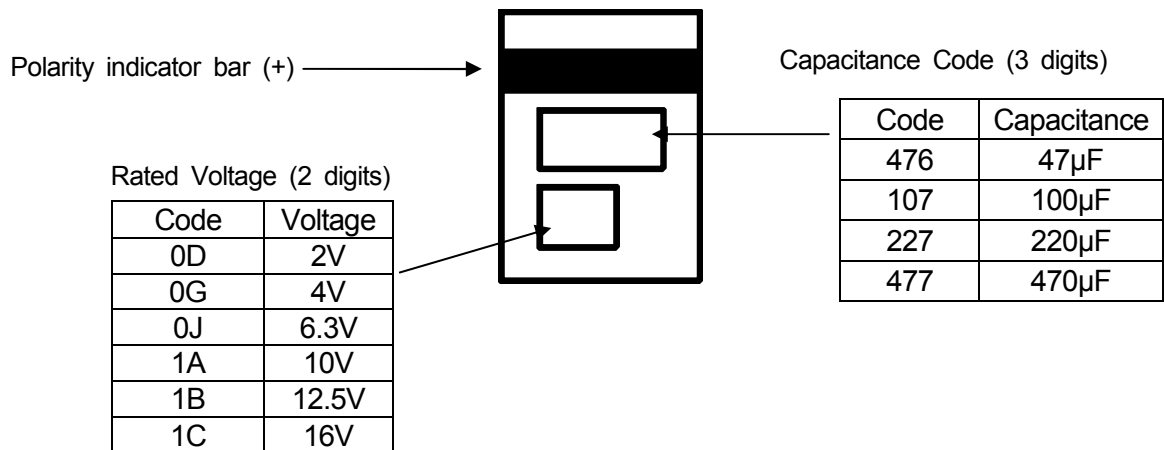 Polarity indicator bar (+)
Capacitance Code (3 digits)
Code Capacitance
476 47µF
107 100µF
227 220µF
477 470µF
Rated Voltage (2 digits)
Code Voltage
0D 2V
0G 4V
0J 6.3V
1A 10V
1B 12.5V
1C 16V